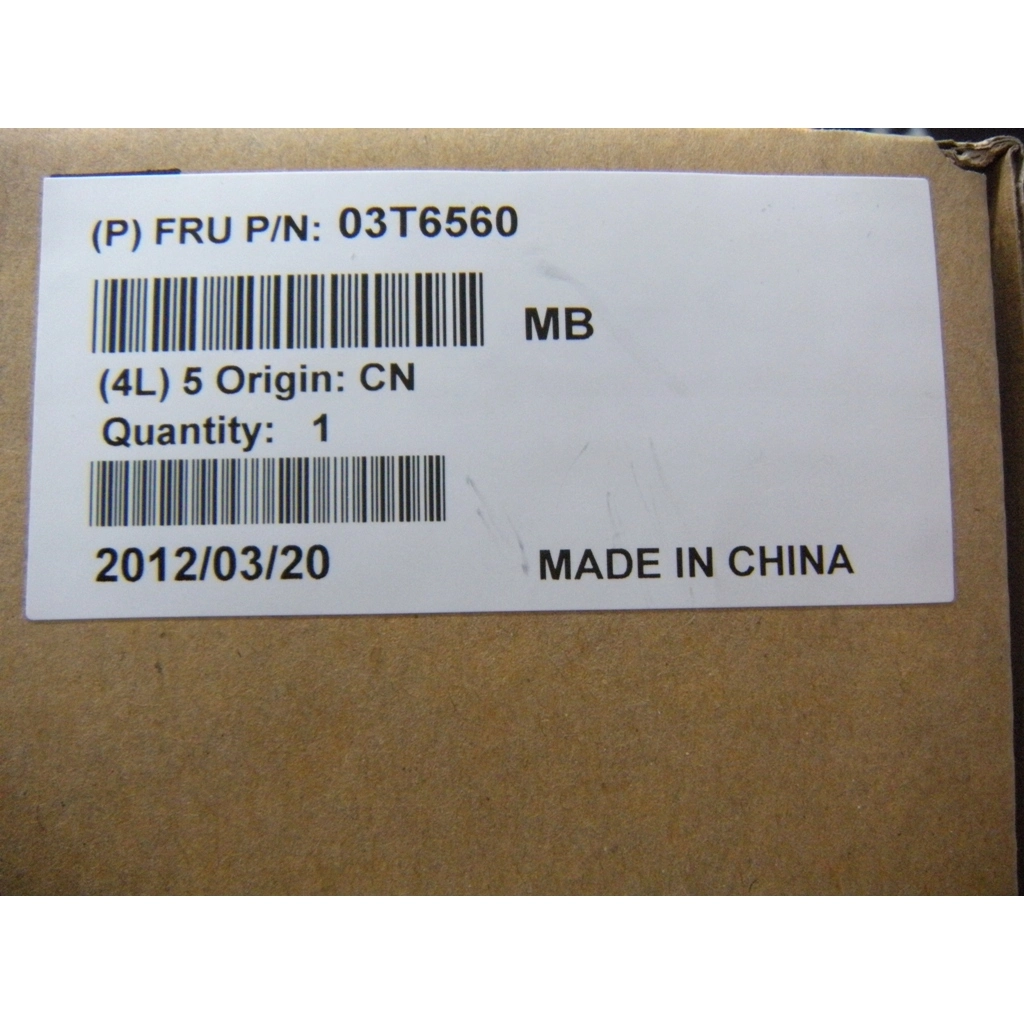 (P) FRU P/N: 03T6560
MB
(4L) 5 Origin: CN
Quantity: 1
2012/03/20
MADE IN CHINA